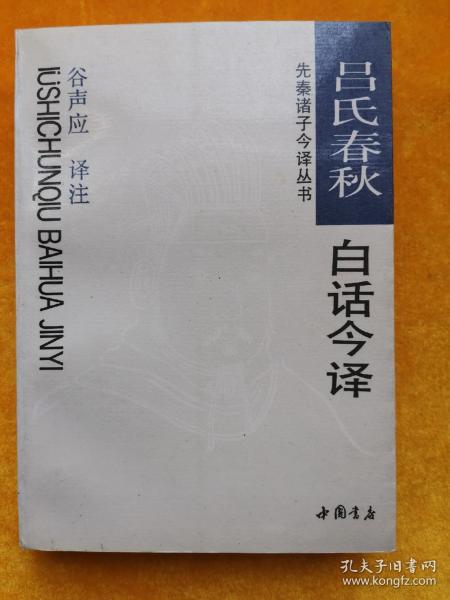 吕氏春秋
白话今译
先秦诸子今译丛书
谷声应 译注
lÜSHICHUNQIU BAIHUA JINYI
中国书店
孔夫子旧书网
www.kongfz.com